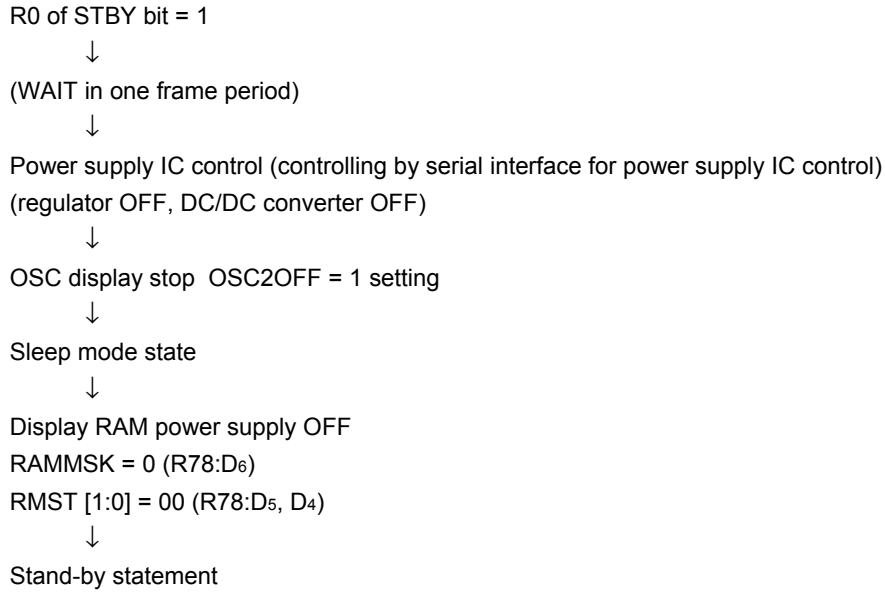 R0 of STBY bit = 1
↓
(WAIT in one frame period)
↓
Power supply IC control (controlling by serial interface for power supply IC control)
(regulator OFF, DC/DC converter OFF)
↓
OSC display stop  OSC2OFF = 1 setting
↓
Sleep mode state
↓
Display RAM power supply OFF
RAMMSK = 0 (R78:D6)
RMST [1:0] = 00 (R78:D5, D4)
↓
Stand-by statement